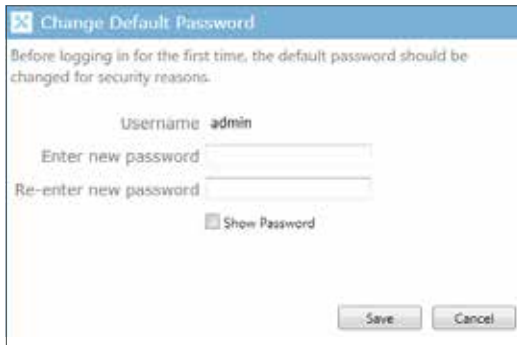 Change Default Password
Before logging in for the first time, the default password should be
changed for security reasons.
Username admin
Enter new password
Re-enter new password
Show Password
Save Cancel